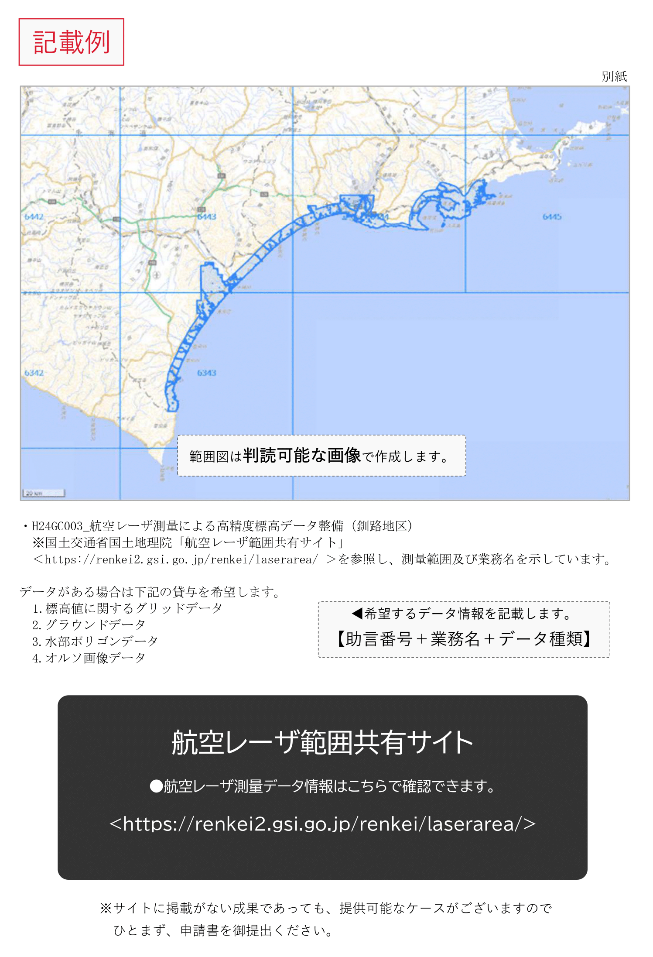 記載例
別紙
6442
6443
6445
6342
6343
範囲図は判読可能な画像で作成します。
20 km
・H24GC003_航空レーザ測量による高精度標高データ整備（釧路地区）
※国土交通省国土地理院「航空レーザ範囲共有サイト」
＜https://renkei2.gsi.go.jp/renkei/laserarea/ ＞を参照し、測量範囲及び業務名を示しています。
データがある場合は下記の貸与を希望します。
1.標高値に関するグリッドデータ
2.グラウンドデータ
3.水部ポリゴンデータ
4.オルソ画像データ
◀希望するデータ情報を記載します。
【助言番号＋業務名＋データ種類】
航空レーザ範囲共有サイト
●航空レーザ測量データ情報はこちらで確認できます。
<https://renkei2.gsi.go.jp/renkei/laserarea/>
※サイトに掲載がない成果であっても、提供可能なケースがございますので
ひとまず、申請書を御提出ください。